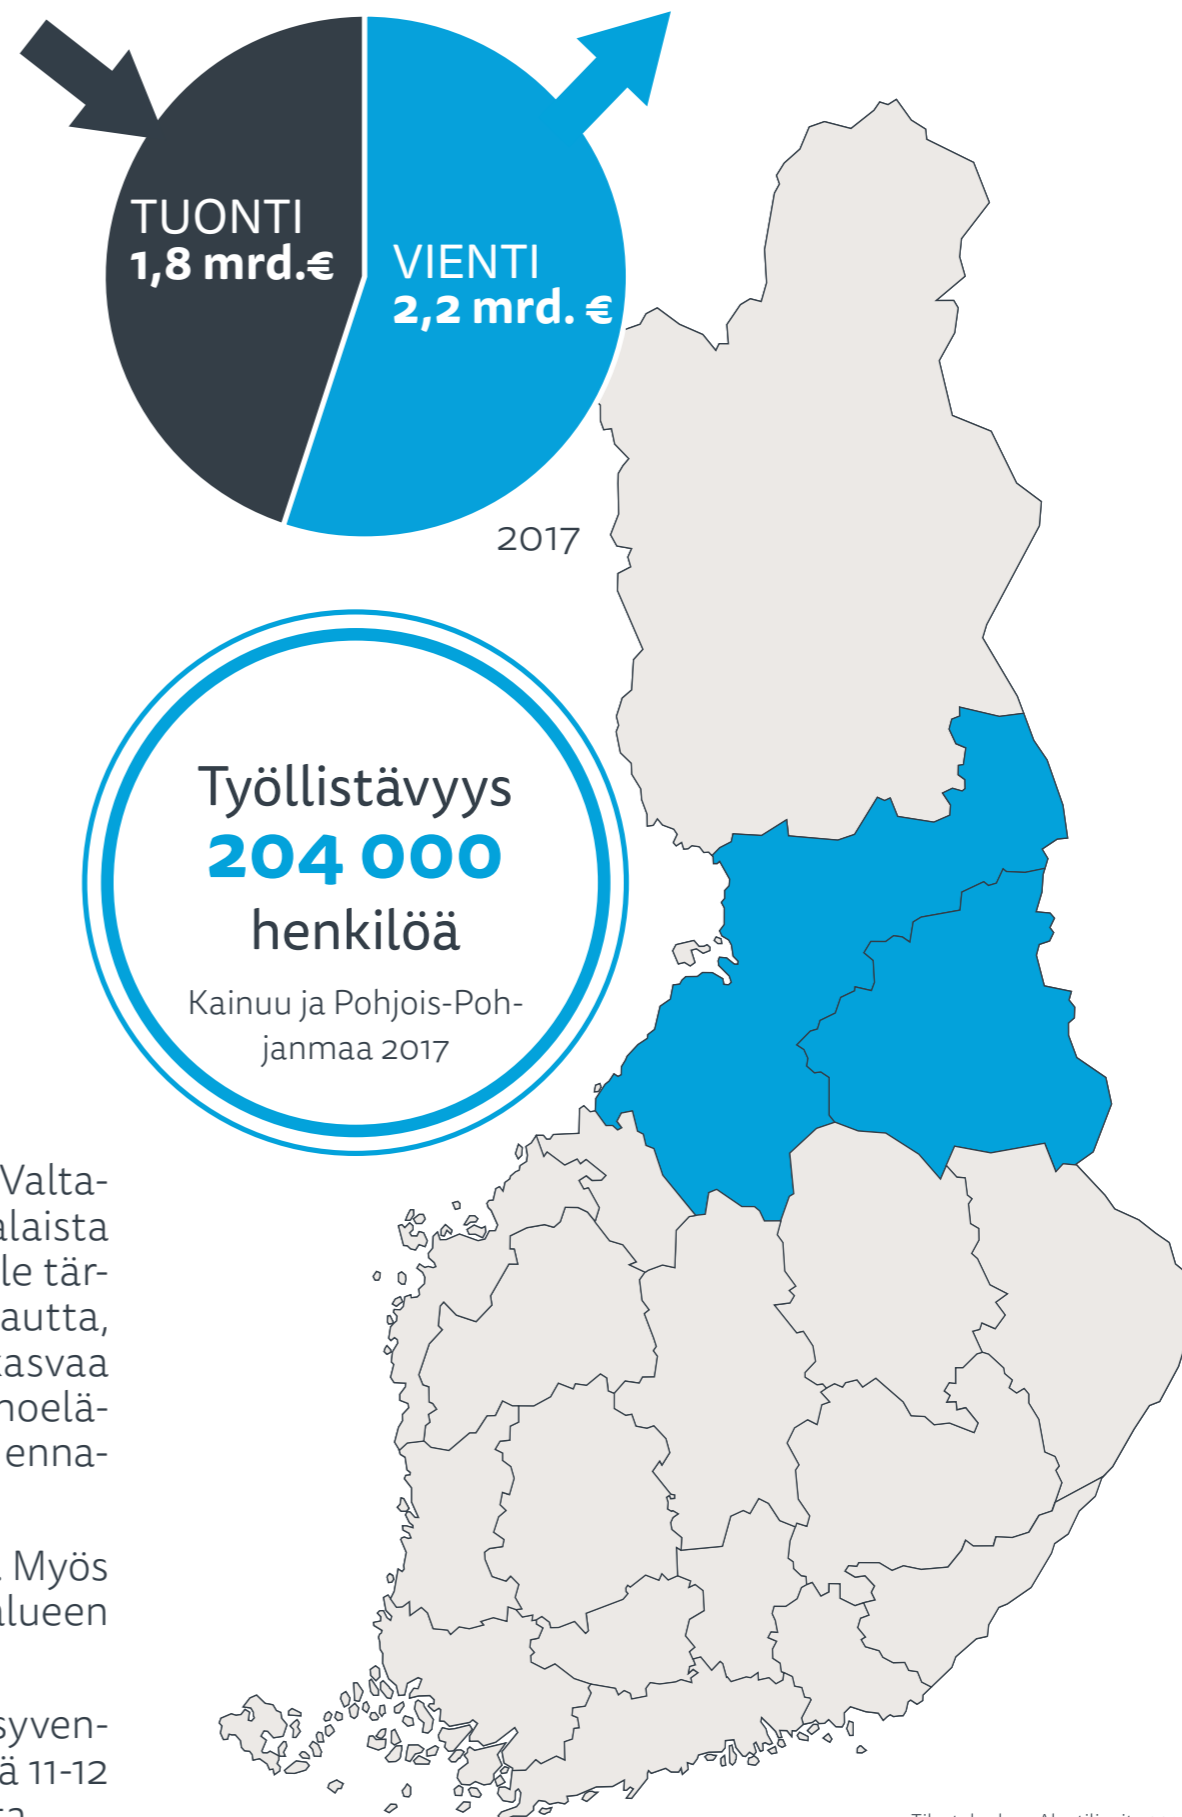 TUONTI
1,8 mrd.€
VIENTI
2,2 mrd. €
2017
Työllistävyys
204 000
henkilöä
Kainuu ja Pohjois-Poh-
janmaa 2017
Valta-
alaista
le tär-
autta,
kasvaa
noelä-
enna-
Myös
alueen
syven-
ä 11-12